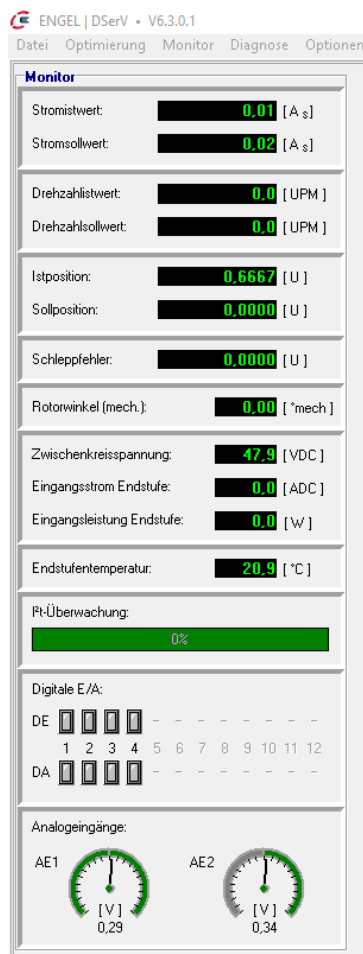 ENGEL | DSerV • V6.3.0.1
Datei Optimierung Monitor Diagnose Optionen
Monitor
Stromistwert: 0,01 [A s]
Stromsollwert: 0,02 [A s]
Drehzahlistwert: 0,0 [UPM]
Drehzahlsollwert: 0,0 [UPM]
Istposition: 0,6667 [U]
Sollposition: 0,0000 [U]
Schleppfehler: 0,0000 [U]
Rotorwinkel (mech.): 0,00 [°mech]
Zwischenkreisspannung: 47,9 [VDC]
Eingangsstrom Endstufe: 0,0 [ADC]
Eingangsleistung Endstufe: 0,0 [W]
Endstufentemperatur: 20,9 [°C]
I²t-Überwachung:
0%
Digitale E/A:
DE - - - - - - - -
1 2 3 4 5 6 7 8 9 10 11 12
DA - - - - - - - -
Analogeingänge:
AE1 AE2
[V] [V]
0,29 0,34